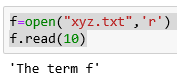 f=open("xyz.txt",'r')
f.read(10)
'The term f'